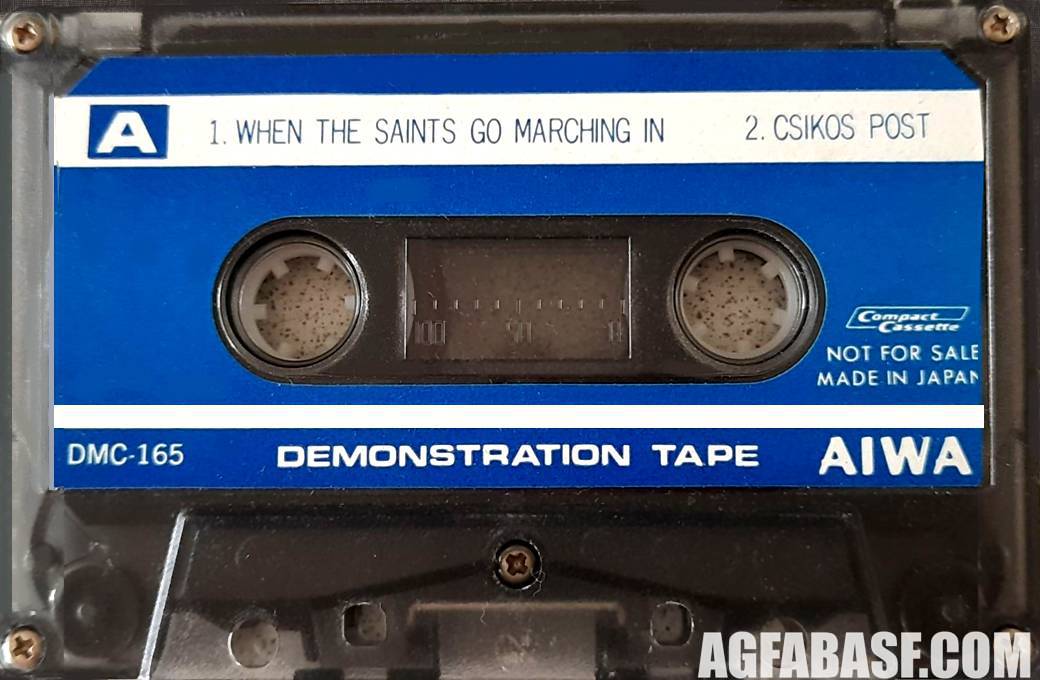 A 1. WHEN THE SAINTS GO MARCHING IN 2. CSIKOS POST
100 50 0
Compact
Cassette
NOT FOR SALE
MADE IN JAPAN
DMC-165 DEMONSTRATION TAPE AIWA
AGFABASF.COM